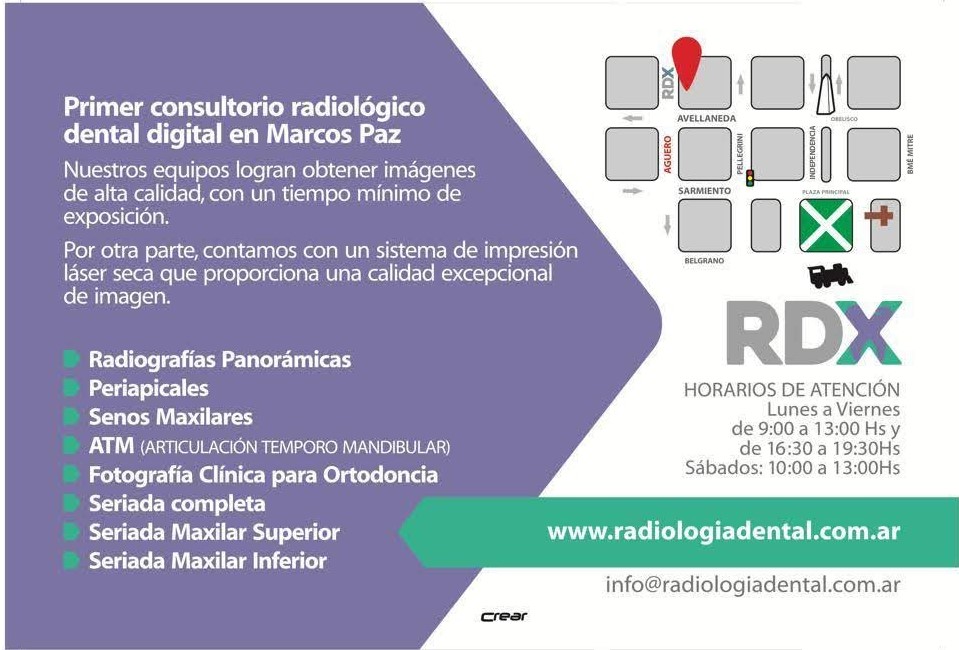 Primer consultorio radiológico
dental digital en Marcos Paz
Nuestros equipos logran obtener imágenes
de alta calidad, con un tiempo mínimo de
exposición.
Por otra parte, contamos con un sistema de impresión
láser seca que proporciona una calidad excepcional
de imagen.
Radiografías Panorámicas
Periapicales
Senos Maxilares
ATM (ARTICULACIÓN TEMPORO MANDIBULAR)
Fotografía Clínica para Ortodoncia
Seriada completa
Seriada Maxilar Superior
Seriada Maxilar Inferior
crear
RDX
AVELLANEDA
OBELISCO
AGUERO
PELLEGRINI
INDEPENDENCIA
BMÉ MITRE
SARMIENTO
PLAZA PRINCIPAL
BELGRANO
RDX
HORARIOS DE ATENCIÓN
Lunes a Viernes
de 9:00 a 13:00 Hs y
de 16:30 a 19:30Hs
Sábados: 10:00 a 13:00Hs
www.radiologiadental.com.ar
info@radiologiadental.com.ar